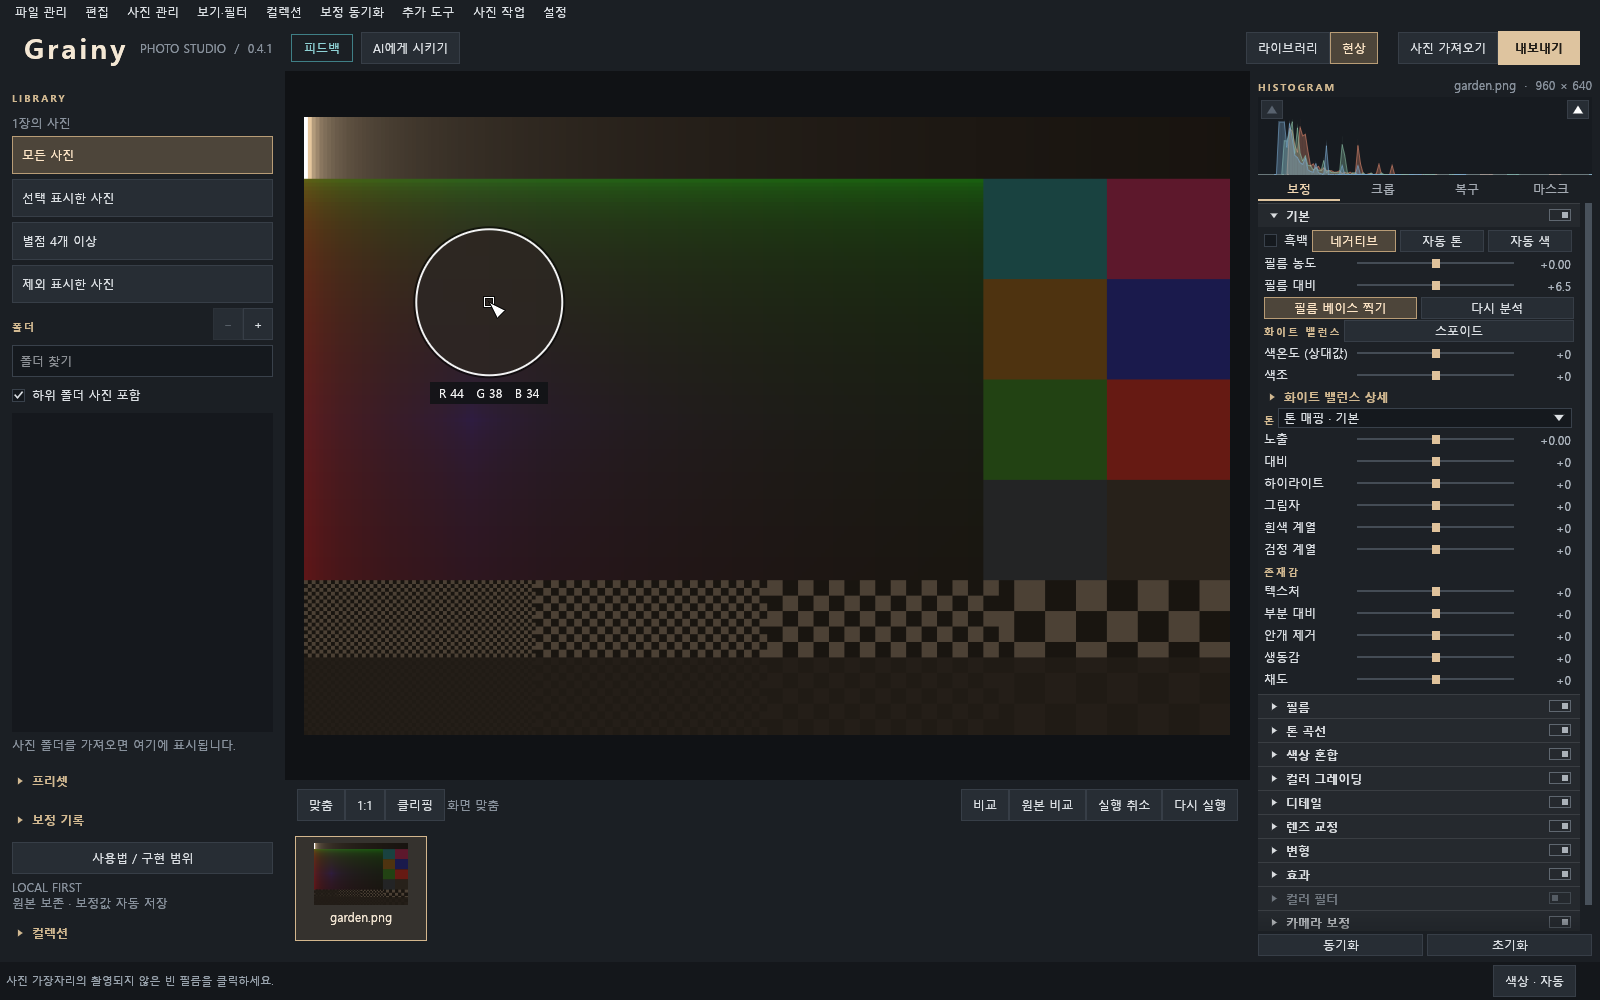 파일 관리 편집 사진 관리 보기·필터 컬렉션 보정 동기화 추가 도구 사진 작업 설정
Grainy PHOTO STUDIO / 0.4.1 피드백 AI에게 시키기 라이브러리 현상 사진 가져오기 내보내기
LIBRARY
1장의 사진
모든 사진
선택 표시한 사진
별점 4개 이상
제외 표시한 사진
폴더 − +
폴더 찾기
하위 폴더 사진 포함
사진 폴더를 가져오면 여기에 표시됩니다.
프리셋
보정 기록
사용법 / 구현 범위
LOCAL FIRST
원본 보존 · 보정값 자동 저장
컬렉션
R 44 G 38 B 34
맞춤 1:1 클리핑 화면 맞춤 비교 원본 비교 실행 취소 다시 실행
garden.png
HISTOGRAM garden.png · 960 × 640
보정 크롭 복구 마스크
기본
흑백 네거티브 자동 톤 자동 색
필름 농도 +0.00
필름 대비 +6.5
필름 베이스 찍기 다시 분석
화이트 밸런스 스포이드
색온도 (상대값) +0
색조 +0
화이트 밸런스 상세
톤 톤 매핑 · 기본
노출 +0.00
대비 +0
하이라이트 +0
그림자 +0
흰색 계열 +0
검정 계열 +0
존재감
텍스처 +0
부분 대비 +0
안개 제거 +0
생동감 +0
채도 +0
필름
톤 곡선
색상 혼합
컬러 그레이딩
디테일
렌즈 교정
변형
효과
컬러 필터
카메라 보정
동기화 초기화
사진 가장자리의 촬영되지 않은 빈 필름을 클릭하세요. 색상 · 자동